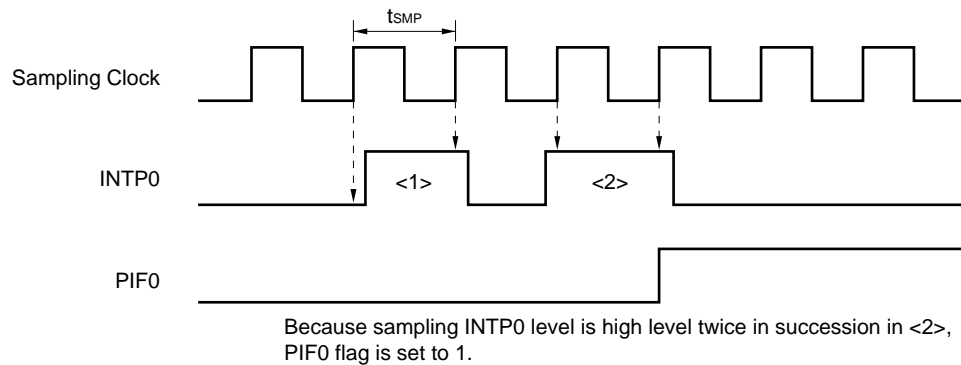 tSMP
Sampling Clock
INTP0
<1>
<2>
PIF0
Because sampling INTP0 level is high level twice in succession in <2>,
PIF0 flag is set to 1.